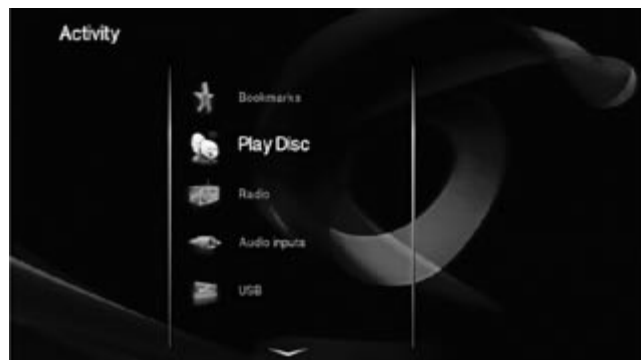 Activity
Bookmarks
Play Disc
Radio
Audio inputs
USB